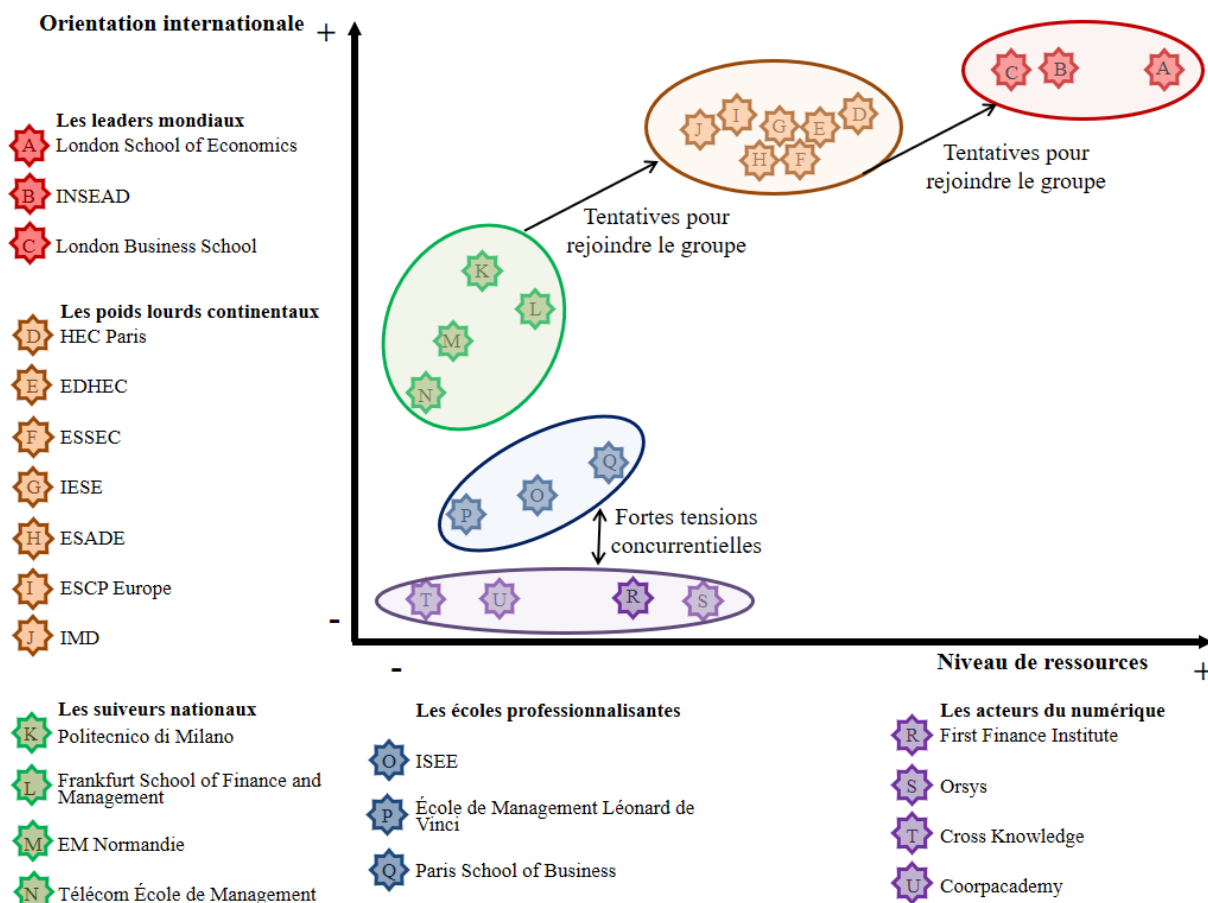 Orientation internationale
+
C
B
A
Les leaders mondiaux
A
London School of Economics
B
INSEAD
C
London Business School
J
I
G
E
D
H
F
Tentatives pour
rejoindre le groupe
Tentatives pour
rejoindre le groupe
K
L
M
N
Les poids lourds continentaux
D
HEC Paris
E
EDHEC
F
ESSEC
G
IESE
H
ESADE
I
ESCP Europe
J
IMD
Q
O
P
Fortes tensions
concurrentielles
T
U
R
S
-
-
Niveau de ressources
+
Les suiveurs nationaux
K
Politecnico di Milano
L
Frankfurt School of Finance and
Management
M
EM Normandie
N
Télécom École de Management
Les écoles professionnalisantes
O
ISEE
P
École de Management Léonard de
Vinci
Q
Paris School of Business
Les acteurs du numérique
R
First Finance Institute
S
Orsys
T
Cross Knowledge
U
Coorpacademy